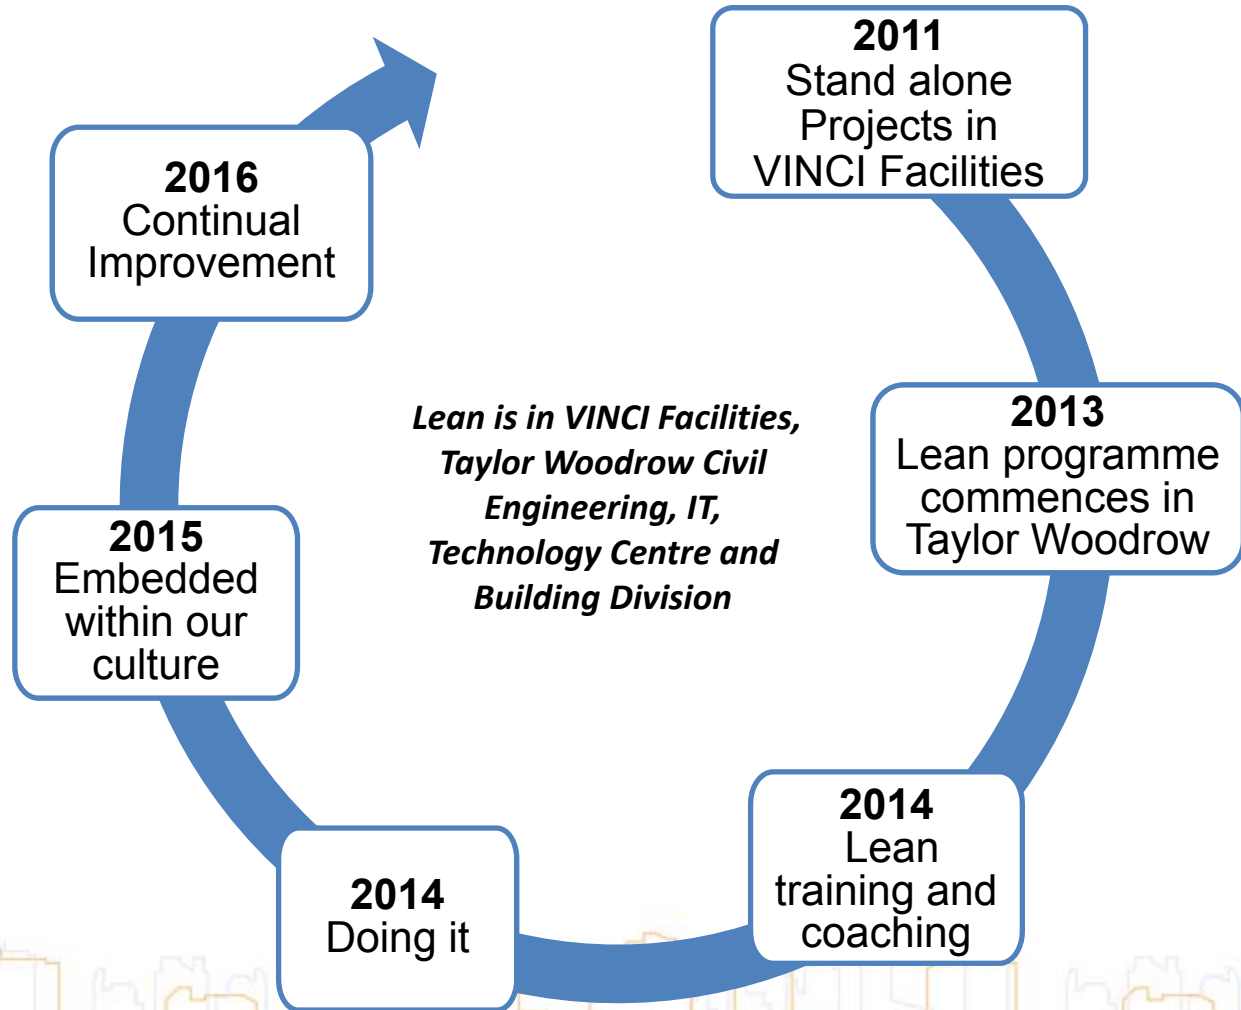 2011
Stand alone
Projects in
VINCI Facilities
2013
Lean programme
commences in
Taylor Woodrow
2014
Lean
training and
coaching
2014
Doing it
2015
Embedded
within our
culture
2016
Continual
Improvement
Lean is in VINCI Facilities,
Taylor Woodrow Civil
Engineering, IT,
Technology Centre and
Building Division